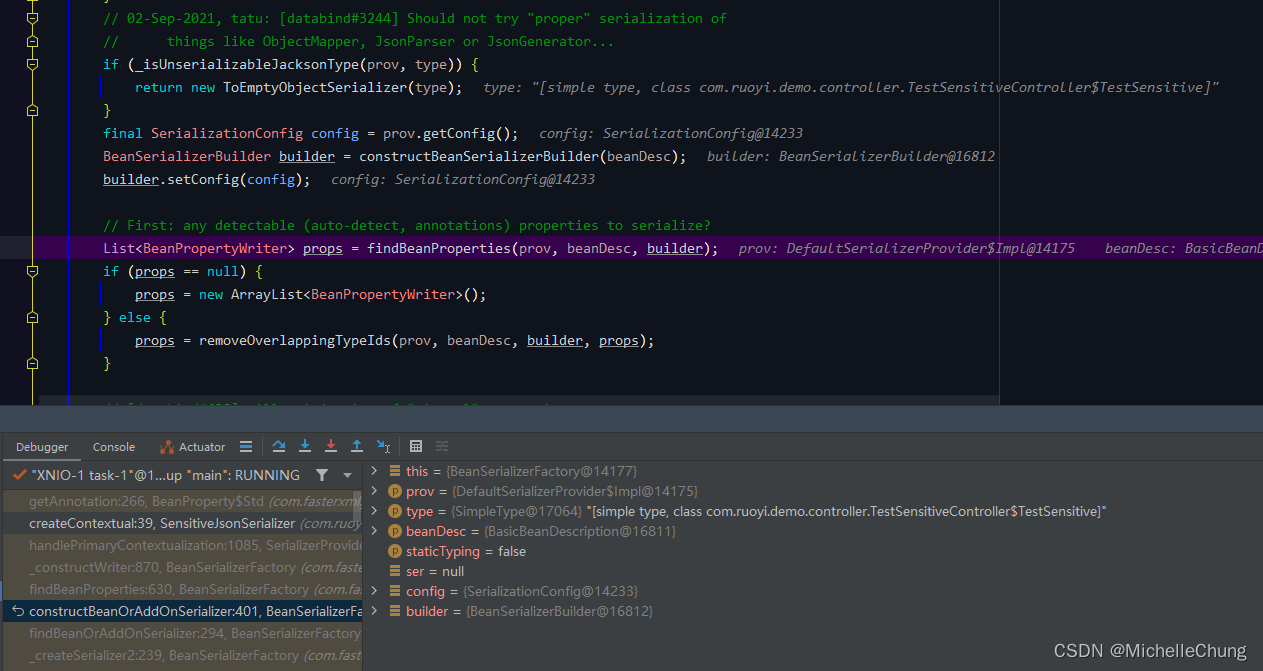 // 02-Sep-2021, tatu: [databind#3244] Should not try "proper" serialization of
//      things like ObjectMapper, JsonParser or JsonGenerator...
if (_isUnserializableJacksonType(prov, type)) {
    return new ToEmptyObjectSerializer(type);   type: "[simple type, class com.ruoyi.demo.controller.TestSensitiveController$TestSensitive]"
}
final SerializationConfig config = prov.getConfig();   config: SerializationConfig@14233
BeanSerializerBuilder builder = constructBeanSerializerBuilder(beanDesc);   builder: BeanSerializerBuilder@16812
builder.setConfig(config);   config: SerializationConfig@14233
// First: any detectable (auto-detect, annotations) properties to serialize?
List<BeanPropertyWriter> props = findBeanProperties(prov, beanDesc, builder);   prov: DefaultSerializerProvider$Impl@14175   beanDesc: BasicBeanD
if (props == null) {
    props = new ArrayList<BeanPropertyWriter>();
} else {
    props = removeOverlappingTypeIds(prov, beanDesc, builder, props);
}
Debugger Console Actuator
"XNIO-1 task-1"@1...up "main": RUNNING
getAnnotation:266, BeanProperty$Std (com.fasterxml
createContextual:39, SensitiveJsonSerializer (com.ruoy
handlePrimaryContextualization:1085, SerializerProvide
_constructWriter:870, BeanSerializerFactory (com.faste
findBeanProperties:630, BeanSerializerFactory (com.fa
constructBeanOrAddOnSerializer:401, BeanSerializerFa
findBeanOrAddOnSerializer:294, BeanSerializerFactory
_createSerializer2:239, BeanSerializerFactory (com.fast
this = {BeanSerializerFactory@14177}
prov = {DefaultSerializerProvider$Impl@14175}
type = {SimpleType@17064} "[simple type, class com.ruoyi.demo.controller.TestSensitiveController$TestSensitive]"
beanDesc = {BasicBeanDescription@16811}
staticTyping = false
ser = null
config = {SerializationConfig@14233}
builder = {BeanSerializerBuilder@16812}
CSDN @MichelleChung